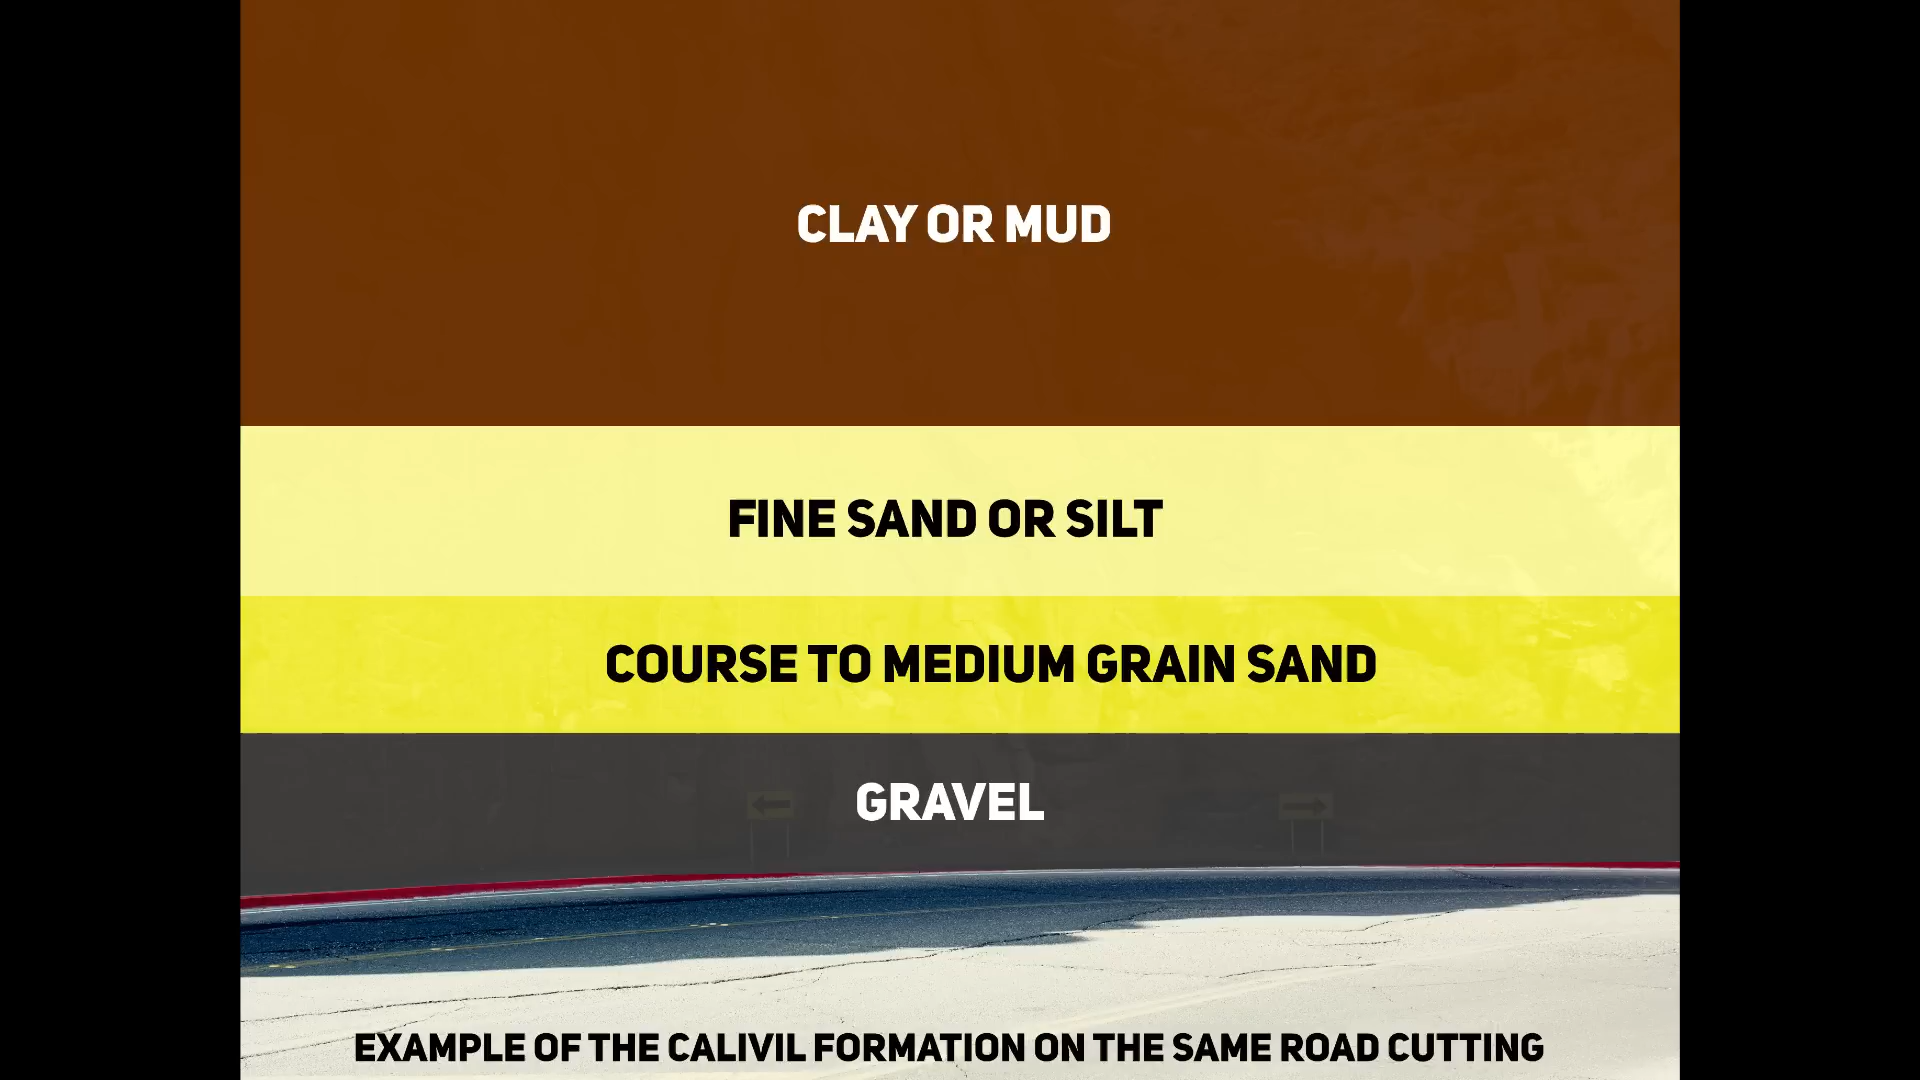 CLAY OR MUD
FINE SAND OR SILT
COURSE TO MEDIUM GRAIN SAND
GRAVEL
EXAMPLE OF THE CALIVIL FORMATION ON THE SAME ROAD CUTTING